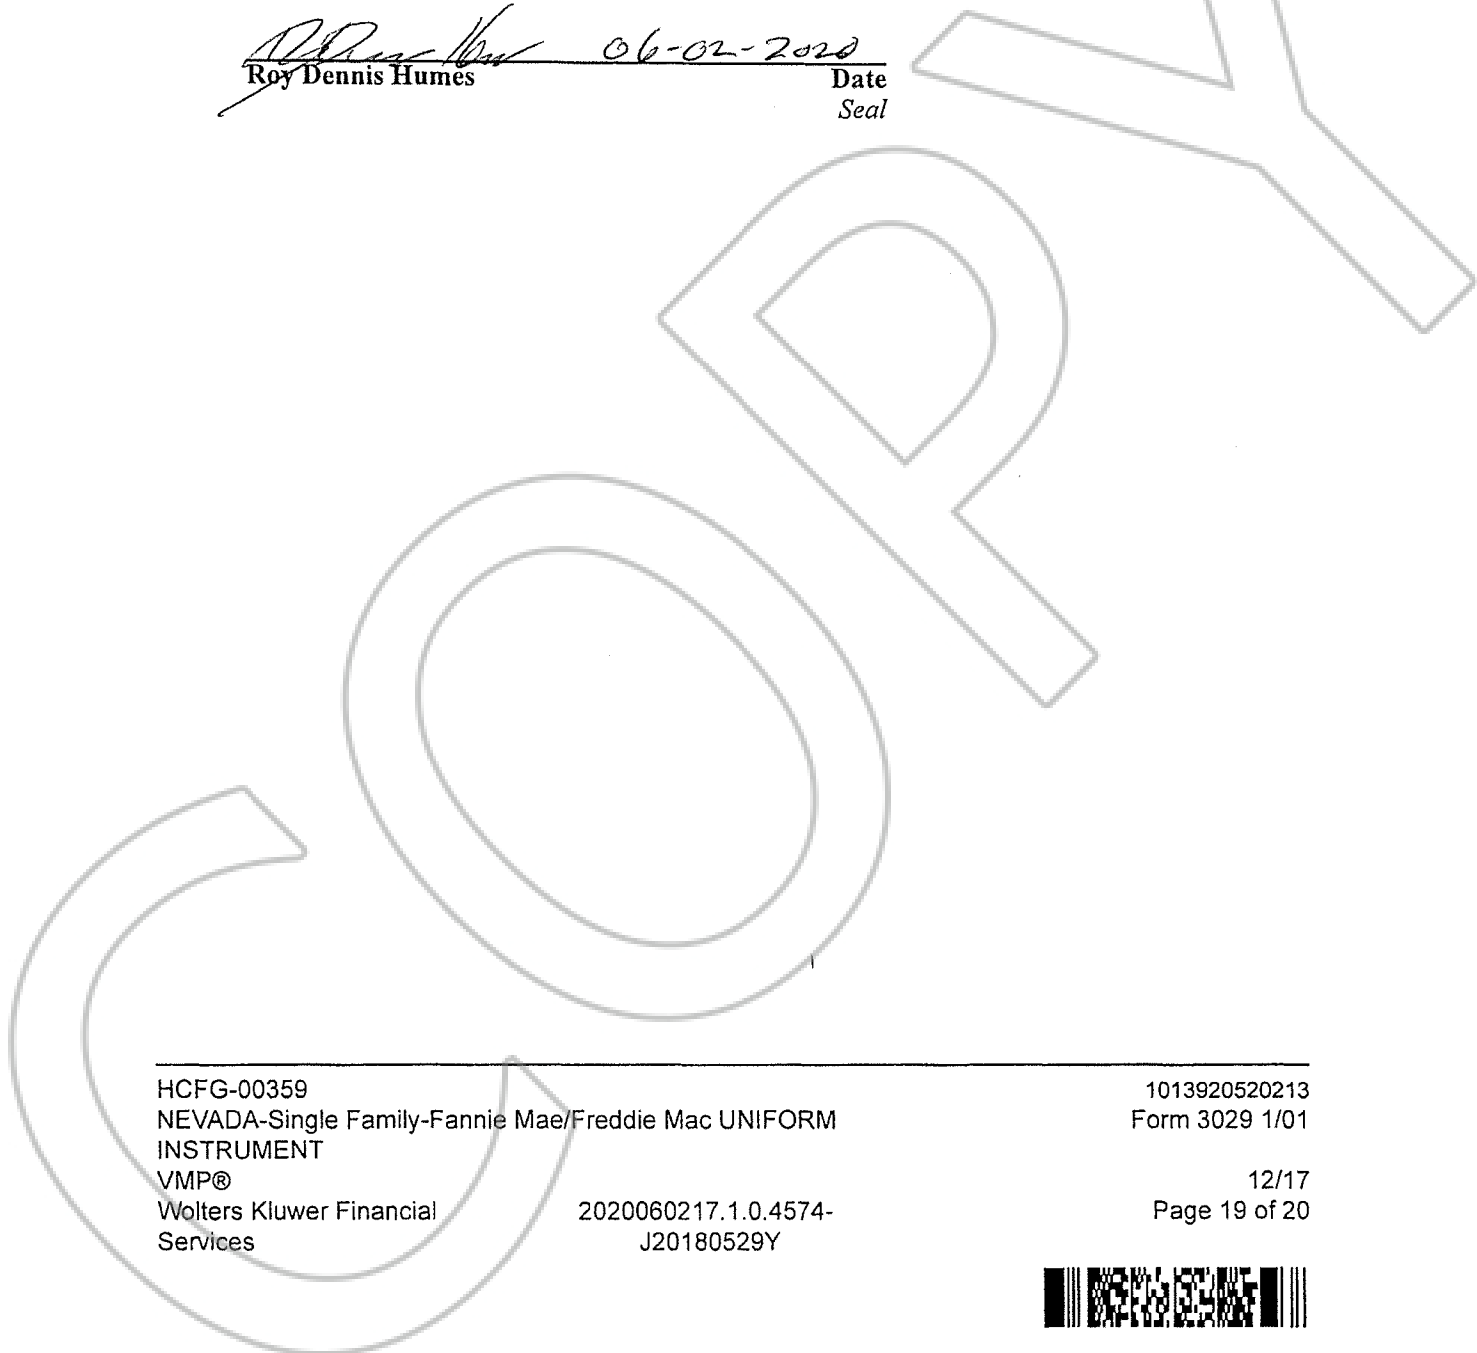 06-02-2020
Roy Dennis Humes Date
Seal
COPY
HCFG-00359 1013920520213
NEVADA-Single Family-Fannie Mae/Freddie Mac UNIFORM Form 3029 1/01
INSTRUMENT
VMP® 12/17
Wolters Kluwer Financial 2020060217.1.0.4574- Page 19 of 20
Services J20180529Y